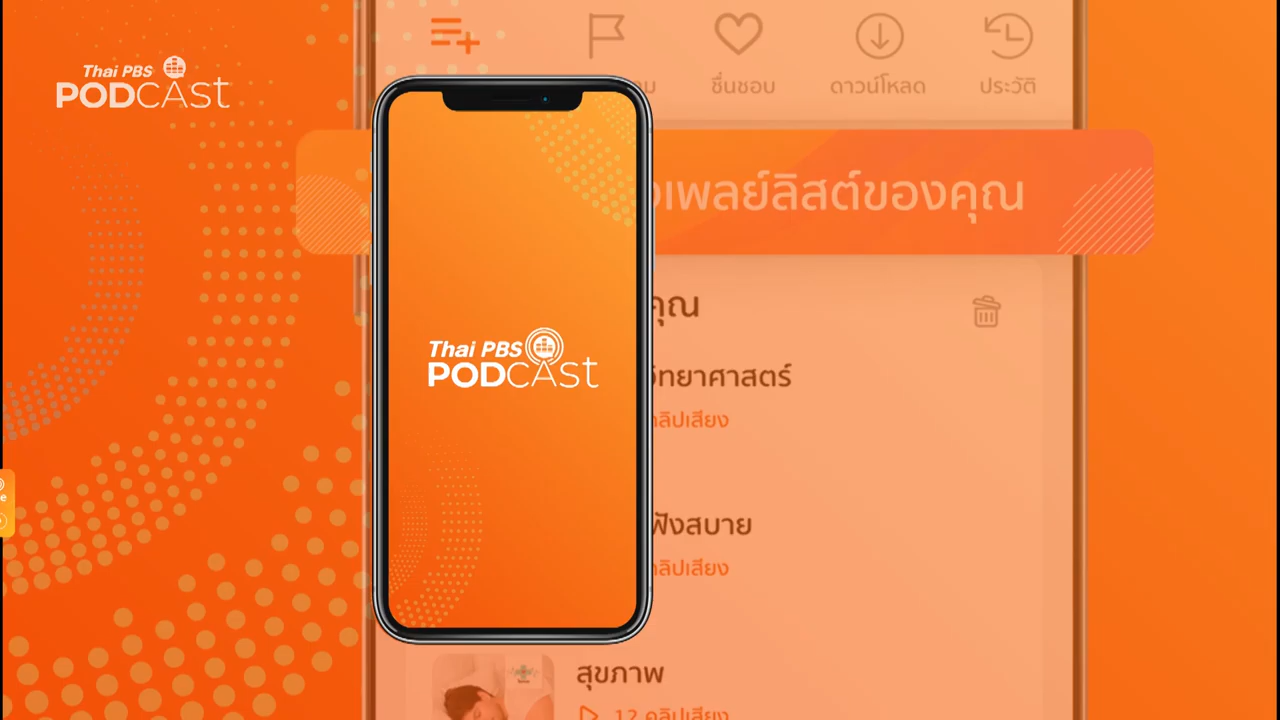 Thai PBS
PODCAST
ชื่นชอบ
ดาวน์โหลด
ประวัติ
เพลย์ลิสต์ของคุณ
คุณ
วิทยาศาสตร์
คลิปเสียง
Thai PBS
PODCAST
ฟังสบาย
คลิปเสียง
สุขภาพ
12 คลิปเสียง